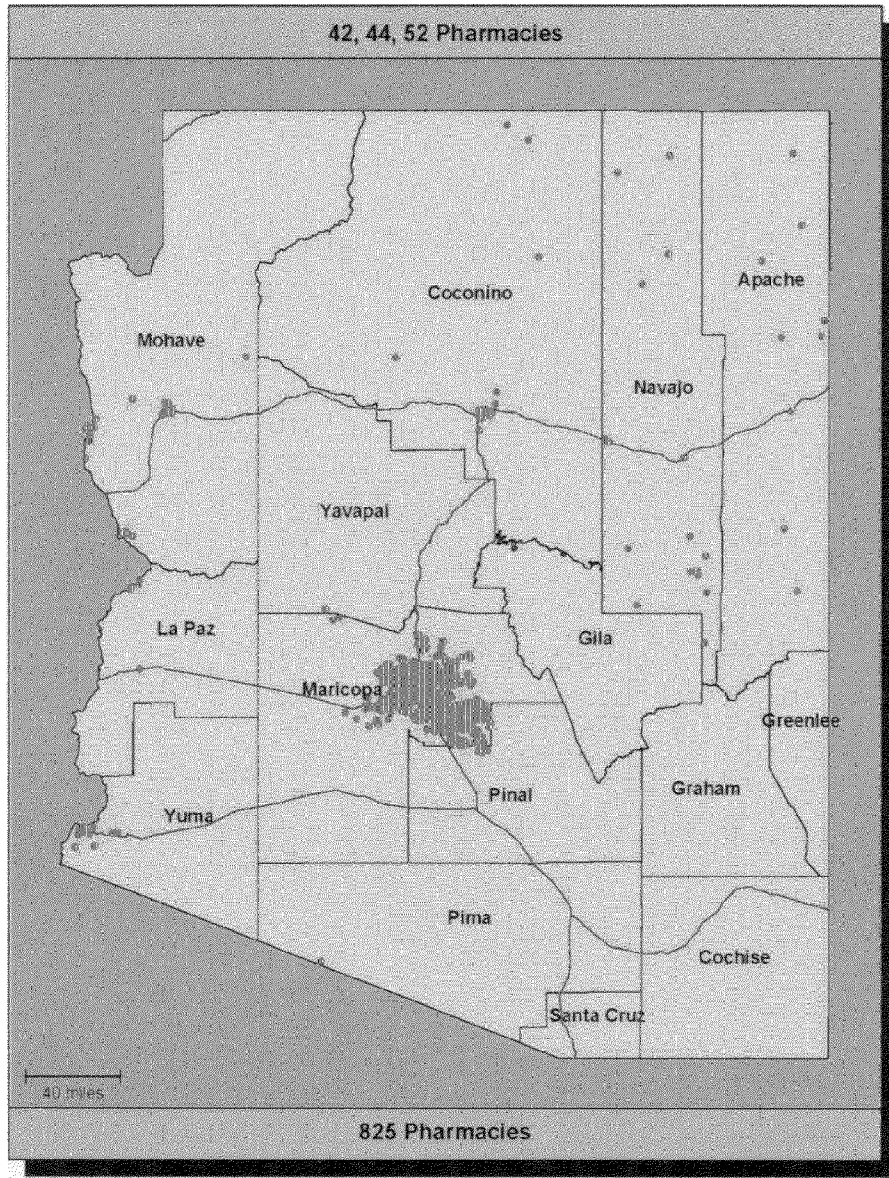 42, 44, 52 Pharmacies
Coconino
Apache
Mohave
Navajo
Yavapai
La Paz
Gila
Maricopa
Greenlee
Graham
Pinal
Yuma
Pima
Cochise
Santa Cruz
40 miles
825 Pharmacies